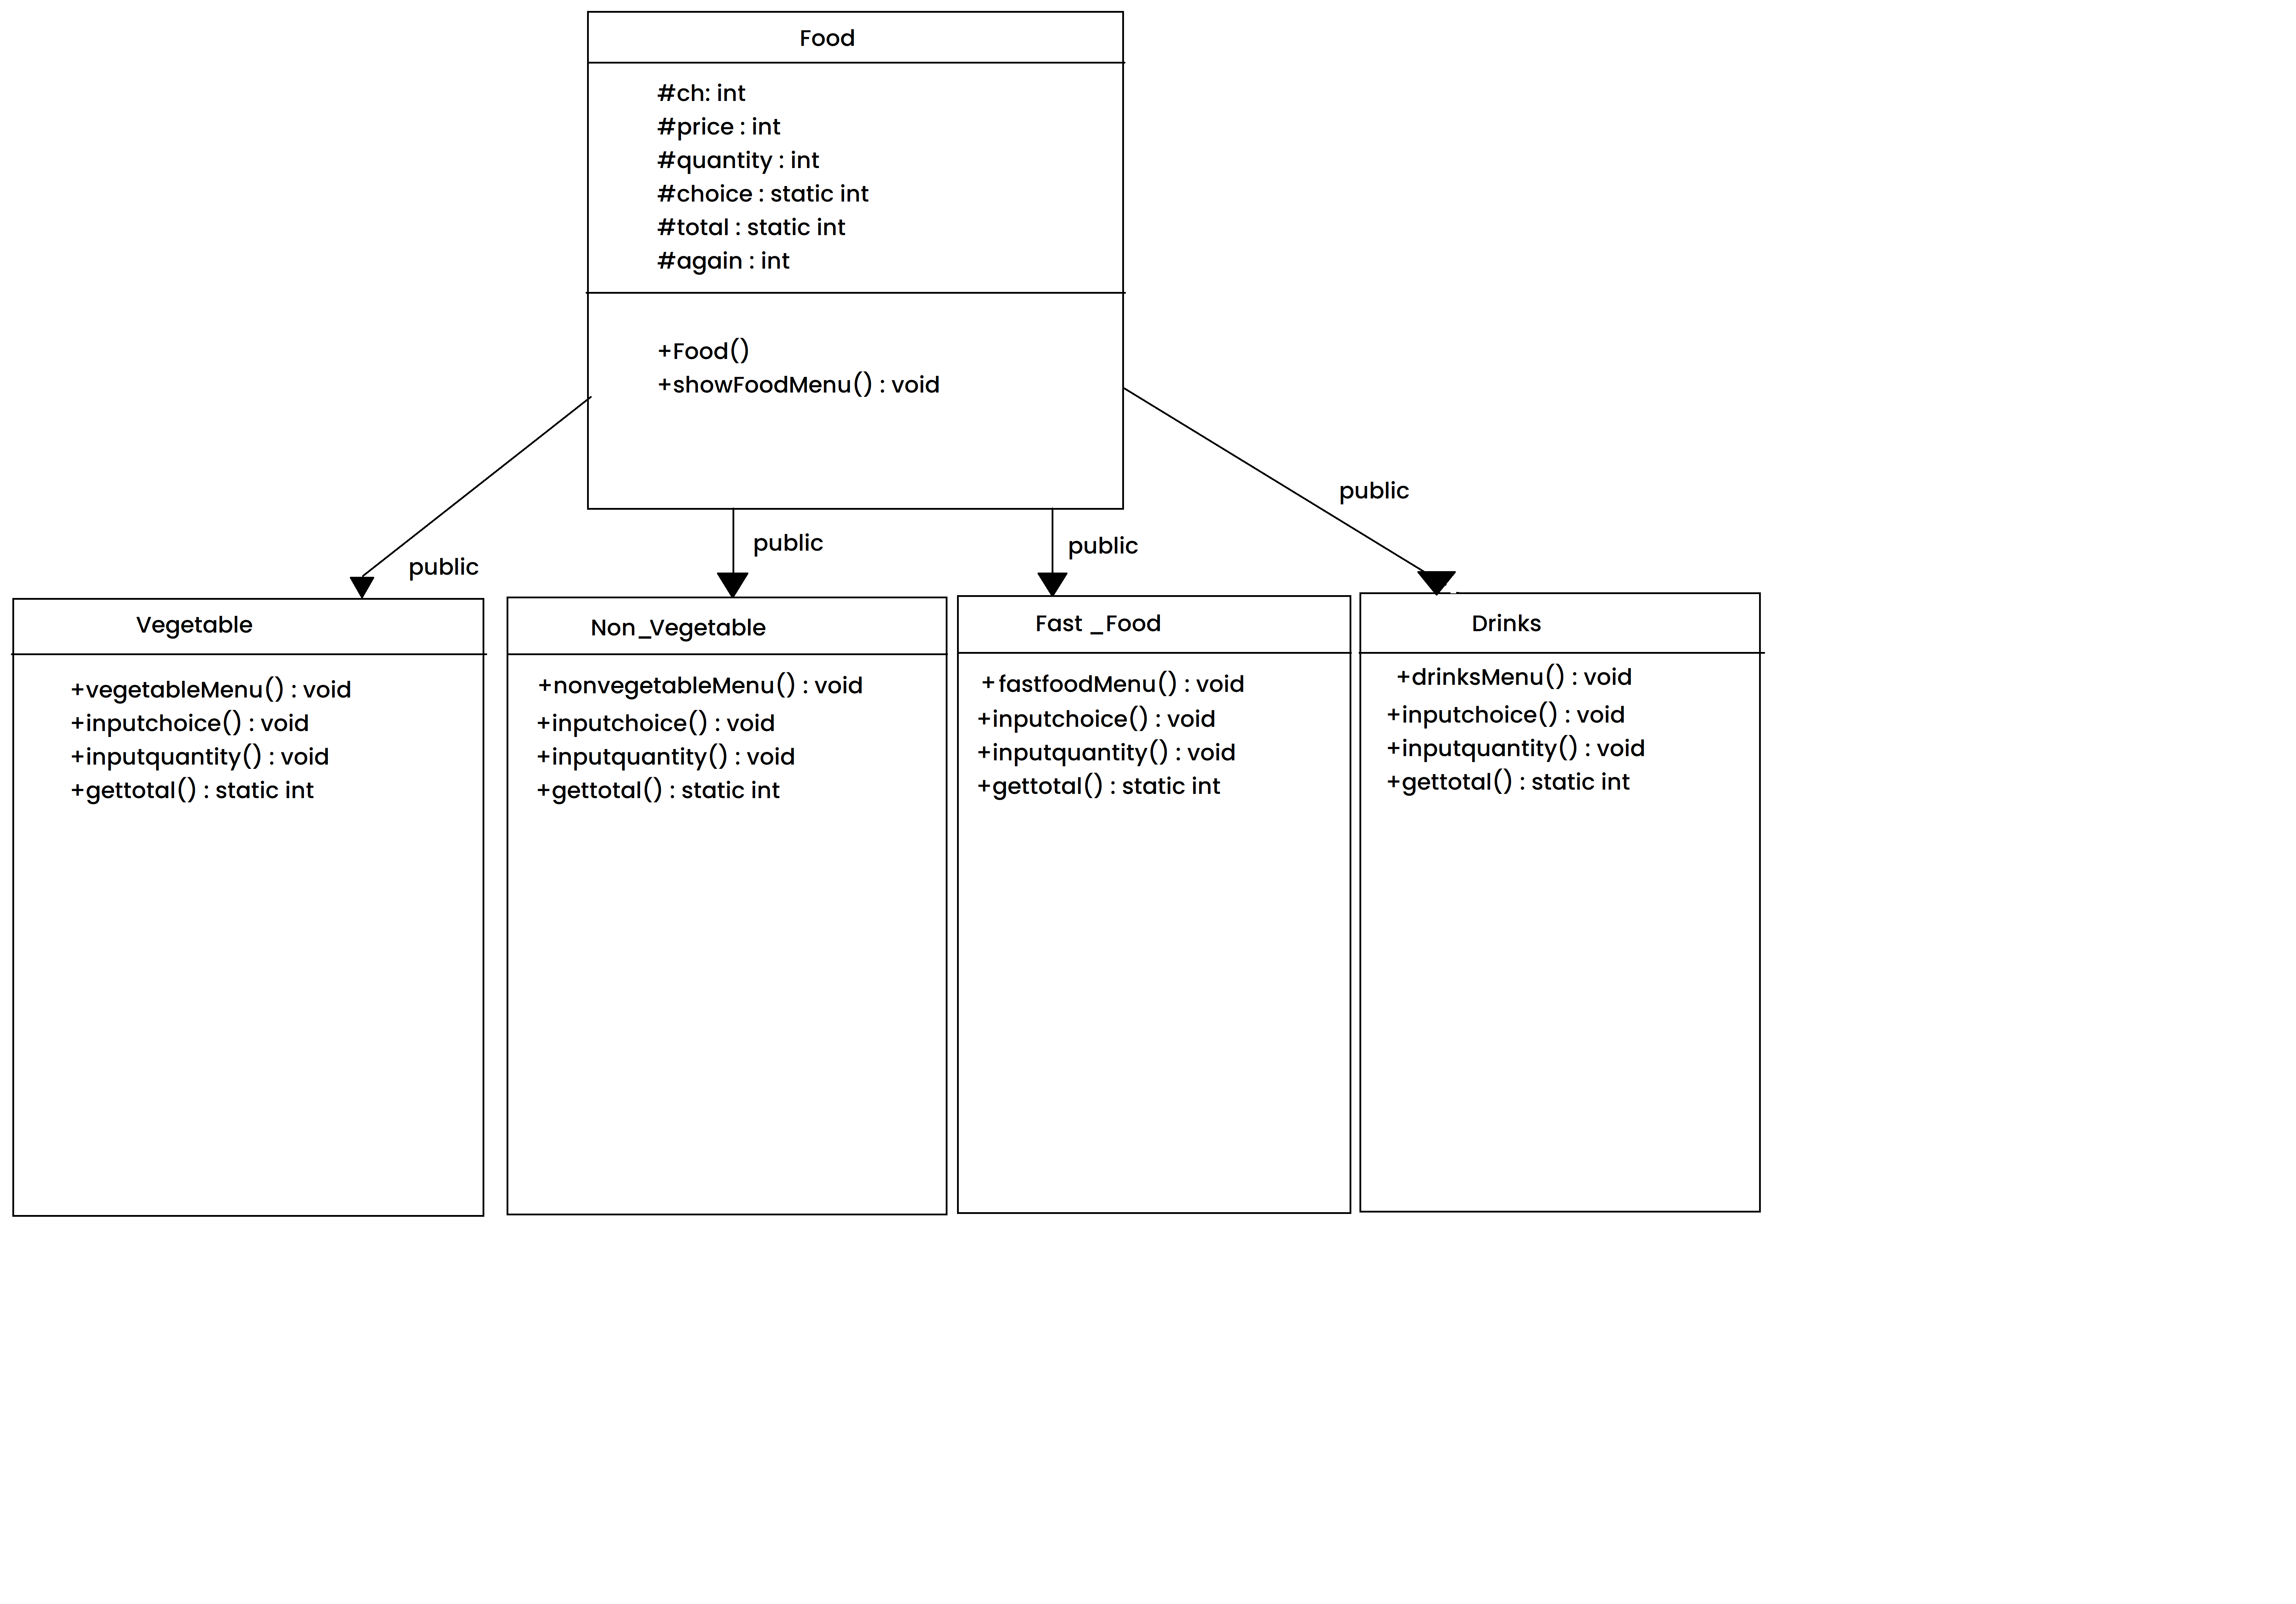 Food
#ch: int
#price : int
#quantity : int
#choice : static int
#total : static int
#again : int
+Food()
+showFoodMenu() : void
public
public
public
public
Vegetable
+vegetableMenu() : void
+inputchoice() : void
+inputquantity() : void
+gettotal() : static int
Non_Vegetable
+nonvegetableMenu() : void
+inputchoice() : void
+inputquantity() : void
+gettotal() : static int
Fast _Food
+fastfoodMenu() : void
+inputchoice() : void
+inputquantity() : void
+gettotal() : static int
Drinks
+drinksMenu() : void
+inputchoice() : void
+inputquantity() : void
+gettotal() : static int